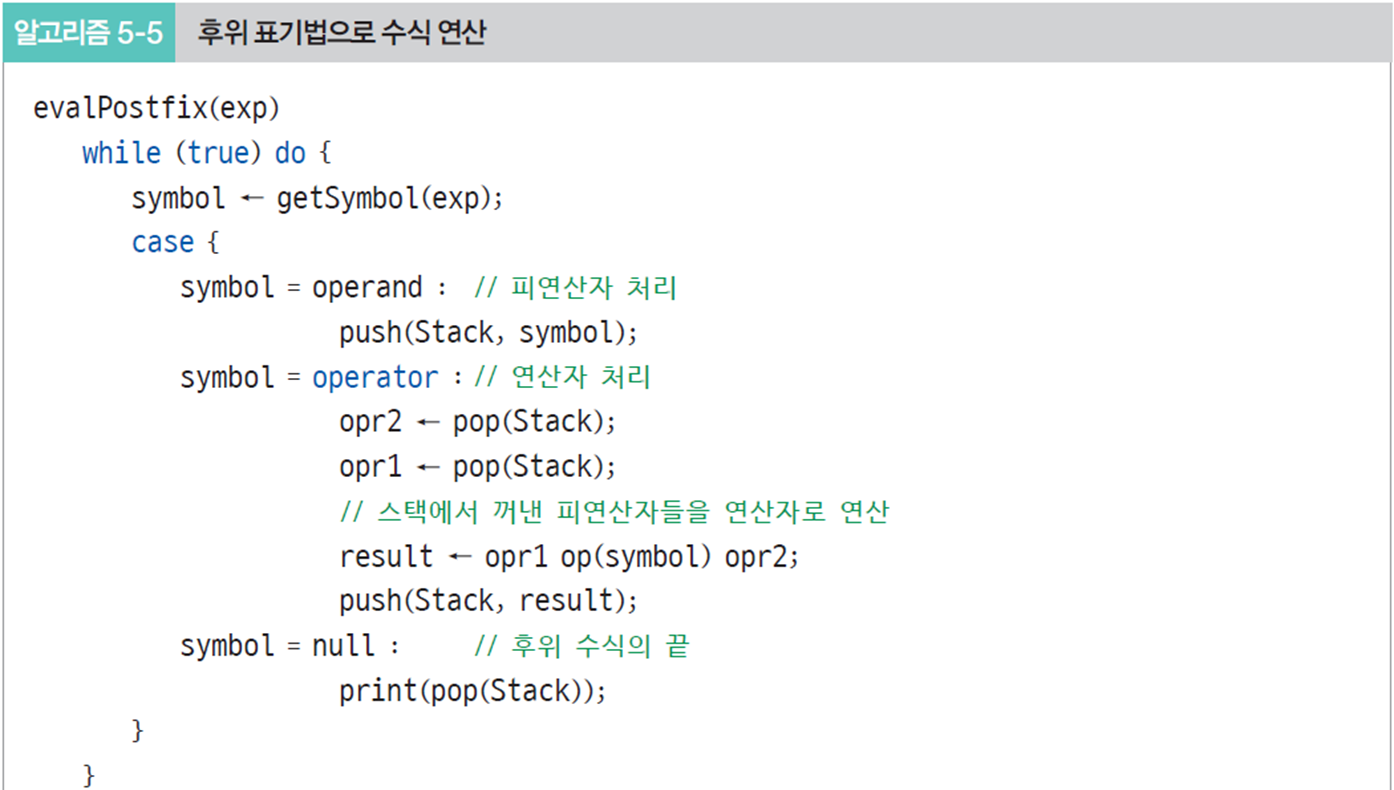 알고리즘 5-5 후위 표기법으로 수식 연산
evalPostfix(exp)
while (true) do {
symbol ← getSymbol(exp);
case {
symbol = operand : // 피연산자 처리
push(Stack, symbol);
symbol = operator : // 연산자 처리
opr2 ← pop(Stack);
opr1 ← pop(Stack);
// 스택에서 꺼낸 피연산자들을 연산자로 연산
result ← opr1 op(symbol) opr2;
push(Stack, result);
symbol = null : // 후위 수식의 끝
print(pop(Stack));
}
}